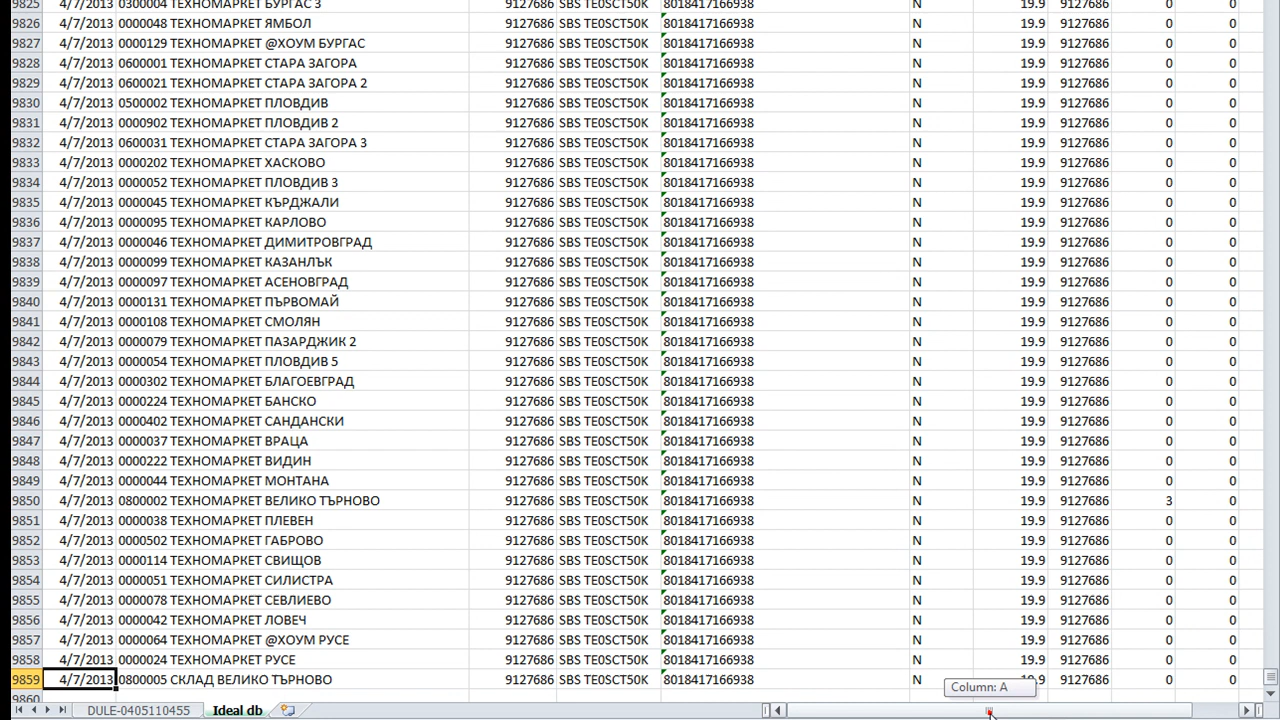 9825 4/7/2013 0300004 ТЕХНОМАРКЕТ БУРГАС 3 9127686 SBS TE0SCT50K 8018417166938 N 19.9 9127686 0 0
4/7/2013 0000048 ТЕХНОМАРКЕТ ЯМБОЛ 9127686 SBS TE0SCT50K 8018417166938 N 19.9 9127686 0 0
9827 4/7/2013 0000129 ТЕХНОМАРКЕТ @ХОУМ БУРГАС 9127686 SBS TE0SCT50K 8018417166938 N 19.9 9127686 0 0
9828 4/7/2013 0600001 ТЕХНОМАРКЕТ СТАРА ЗАГОРА 9127686 SBS TE0SCT50K 8018417166938 N 19.9 9127686 0 0
9829 4/7/2013 0600021 ТЕХНОМАРКЕТ СТАРА ЗАГОРА 2 9127686 SBS TE0SCT50K 8018417166938 N 19.9 9127686 0 0
9830 4/7/2013 0500002 ТЕХНОМАРКЕТ ПЛОВДИВ 9127686 SBS TE0SCT50K 8018417166938 N 19.9 9127686 0 0
9831 4/7/2013 0000902 ТЕХНОМАРКЕТ ПЛОВДИВ 2 9127686 SBS TE0SCT50K 8018417166938 N 19.9 9127686 0 0
9832 4/7/2013 0600031 ТЕХНОМАРКЕТ СТАРА ЗАГОРА 3 9127686 SBS TE0SCT50K 8018417166938 N 19.9 9127686 0 0
9833 4/7/2013 0000202 ТЕХНОМАРКЕТ ХАСКОВО 9127686 SBS TE0SCT50K 8018417166938 N 19.9 9127686 0 0
9834 4/7/2013 0000052 ТЕХНОМАРКЕТ ПЛОВДИВ 3 9127686 SBS TE0SCT50K 8018417166938 N 19.9 9127686 0 0
9835 4/7/2013 0000045 ТЕХНОМАРКЕТ КЪРДЖАЛИ 9127686 SBS TE0SCT50K 8018417166938 N 19.9 9127686 0 0
9836 4/7/2013 0000095 ТЕХНОМАРКЕТ КАРЛОВО 9127686 SBS TE0SCT50K 8018417166938 N 19.9 9127686 0 0
9837 4/7/2013 0000046 ТЕХНОМАРКЕТ ДИМИТРОВГРАД 9127686 SBS TE0SCT50K 8018417166938 N 19.9 9127686 0 0
9838 4/7/2013 0000099 ТЕХНОМАРКЕТ КАЗАНЛЪК 9127686 SBS TE0SCT50K 8018417166938 N 19.9 9127686 0 0
9839 4/7/2013 0000097 ТЕХНОМАРКЕТ АСЕНОВГРАД 9127686 SBS TE0SCT50K 8018417166938 N 19.9 9127686 0 0
9840 4/7/2013 0000131 ТЕХНОМАРКЕТ ПЪРВОМАЙ 9127686 SBS TE0SCT50K 8018417166938 N 19.9 9127686 0 0
9841 4/7/2013 0000108 ТЕХНОМАРКЕТ СМОЛЯН 9127686 SBS TE0SCT50K 8018417166938 N 19.9 9127686 0 0
9842 4/7/2013 0000079 ТЕХНОМАРКЕТ ПАЗАРДЖИК 2 9127686 SBS TE0SCT50K 8018417166938 N 19.9 9127686 0 0
9843 4/7/2013 0000054 ТЕХНОМАРКЕТ ПЛОВДИВ 5 9127686 SBS TE0SCT50K 8018417166938 N 19.9 9127686 0 0
9844 4/7/2013 0000302 ТЕХНОМАРКЕТ БЛАГОЕВГРАД 9127686 SBS TE0SCT50K 8018417166938 N 19.9 9127686 0 0
9845 4/7/2013 0000224 ТЕХНОМАРКЕТ БАНСКО 9127686 SBS TE0SCT50K 8018417166938 N 19.9 9127686 0 0
9846 4/7/2013 0000402 ТЕХНОМАРКЕТ САНДАНСКИ 9127686 SBS TE0SCT50K 8018417166938 N 19.9 9127686 0 0
9847 4/7/2013 0000037 ТЕХНОМАРКЕТ ВРАЦА 9127686 SBS TE0SCT50K 8018417166938 N 19.9 9127686 0 0
9848 4/7/2013 0000222 ТЕХНОМАРКЕТ ВИДИН 9127686 SBS TE0SCT50K 8018417166938 N 19.9 9127686 0 0
9849 4/7/2013 0000044 ТЕХНОМАРКЕТ МОНТАНА 9127686 SBS TE0SCT50K 8018417166938 N 19.9 9127686 0 0
9850 4/7/2013 0800002 ТЕХНОМАРКЕТ ВЕЛИКО ТЪРНОВО 9127686 SBS TE0SCT50K 8018417166938 N 19.9 9127686 3 0
9851 4/7/2013 0000038 ТЕХНОМАРКЕТ ПЛЕВЕН 9127686 SBS TE0SCT50K 8018417166938 N 19.9 9127686 0 0
9852 4/7/2013 0000502 ТЕХНОМАРКЕТ ГАБРОВО 9127686 SBS TE0SCT50K 8018417166938 N 19.9 9127686 0 0
9853 4/7/2013 0000114 ТЕХНОМАРКЕТ СВИЩОВ 9127686 SBS TE0SCT50K 8018417166938 N 19.9 9127686 0 0
9854 4/7/2013 0000051 ТЕХНОМАРКЕТ СИЛИСТРА 9127686 SBS TE0SCT50K 8018417166938 N 19.9 9127686 0 0
9855 4/7/2013 0000078 ТЕХНОМАРКЕТ СЕВЛИЕВО 9127686 SBS TE0SCT50K 8018417166938 N 19.9 9127686 0 0
9856 4/7/2013 0000042 ТЕХНОМАРКЕТ ЛОВЕЧ 9127686 SBS TE0SCT50K 8018417166938 N 19.9 9127686 0 0
9857 4/7/2013 0000064 ТЕХНОМАРКЕТ @ХОУМ РУСЕ 9127686 SBS TE0SCT50K 8018417166938 N 19.9 9127686 0 0
9858 4/7/2013 0000024 ТЕХНОМАРКЕТ РУСЕ 9127686 SBS TE0SCT50K 8018417166938 N 19.9 9127686 0 0
9859 4/7/2013 0800005 СКЛАД ВЕЛИКО ТЪРНОВО 9127686 SBS TE0SCT50K 8018417166938 N 19.9 9127686 0 0
9860
Column: A
DULE-0405110455 Ideal db